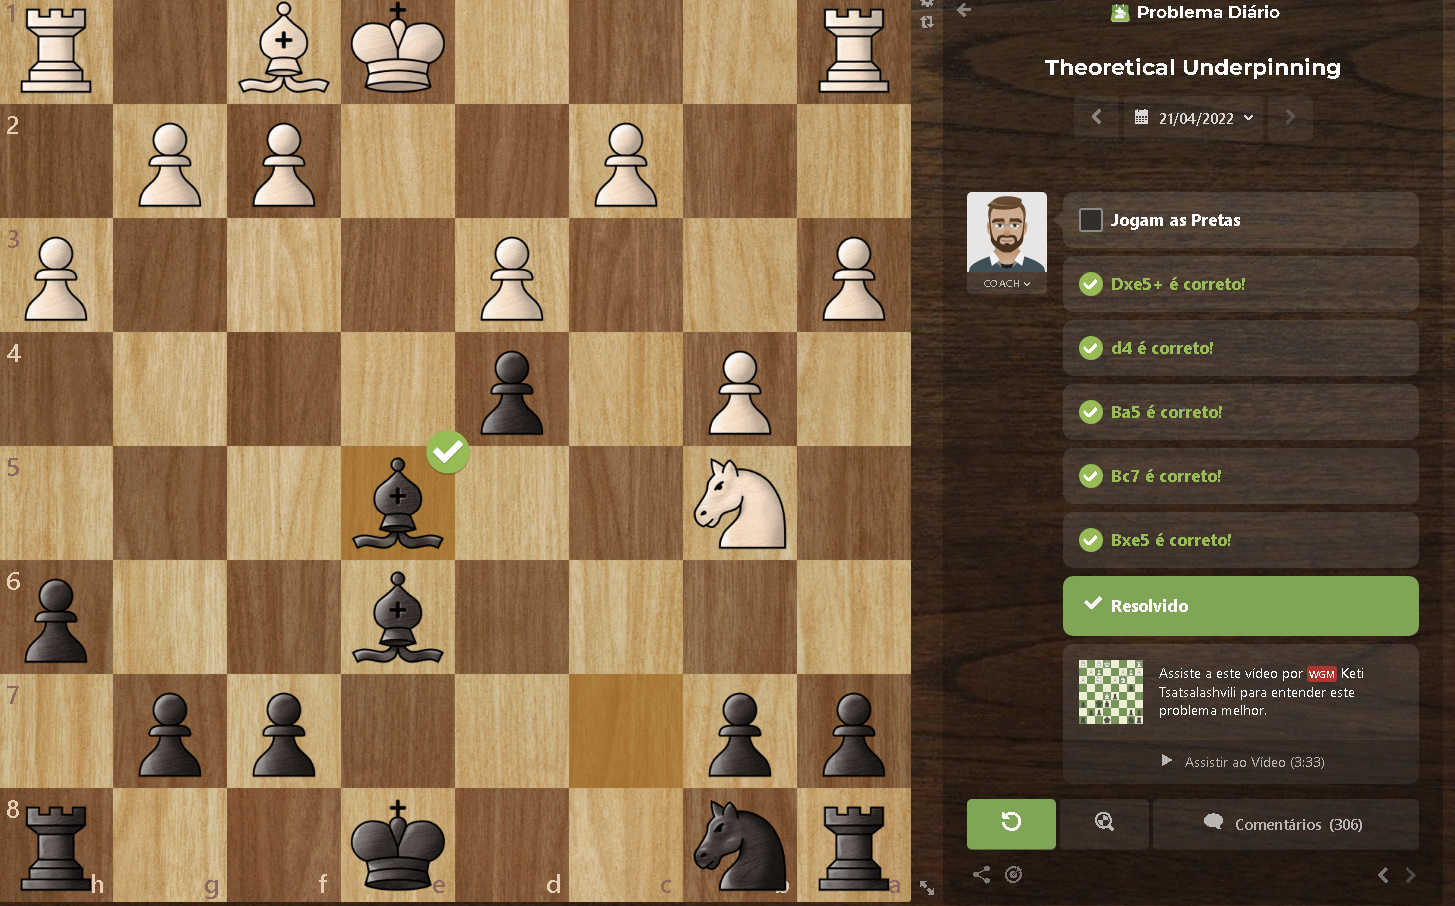 1
2
3
4
5
6
7
8
h
g
f
e
d
c
b
a
Problema Diário
Theoretical Underpinning
21/04/2022
COACH
Jogam as Pretas
Dxe5+ é correto!
d4 é correto!
Ba5 é correto!
Bc7 é correto!
Bxe5 é correto!
Resolvido
Assiste a este vídeo por WGM Keti
Tsatsalashvili para entender este
problema melhor.
Assistir ao Vídeo (3:33)
Comentários (306)